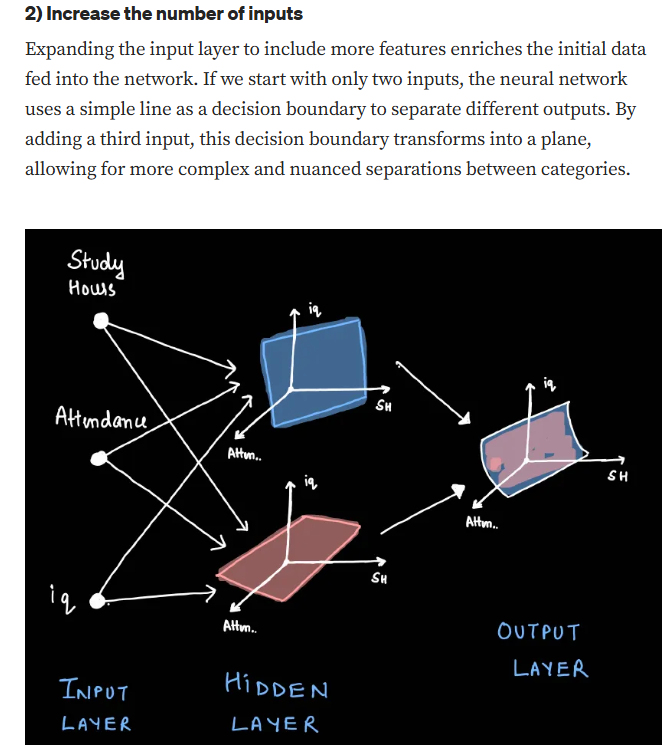 2) Increase the number of inputs
Expanding the input layer to include more features enriches the initial data
fed into the network. If we start with only two inputs, the neural network
uses a simple line as a decision boundary to separate different outputs. By
adding a third input, this decision boundary transforms into a plane,
allowing for more complex and nuanced separations between categories.
Study
Hours
iq
SH
Attendance
Atten..
iq
iq
SH
Atten..
SH
iq
Atten..
OUTPUT
LAYER
INPUT
LAYER
HIDDEN
LAYER